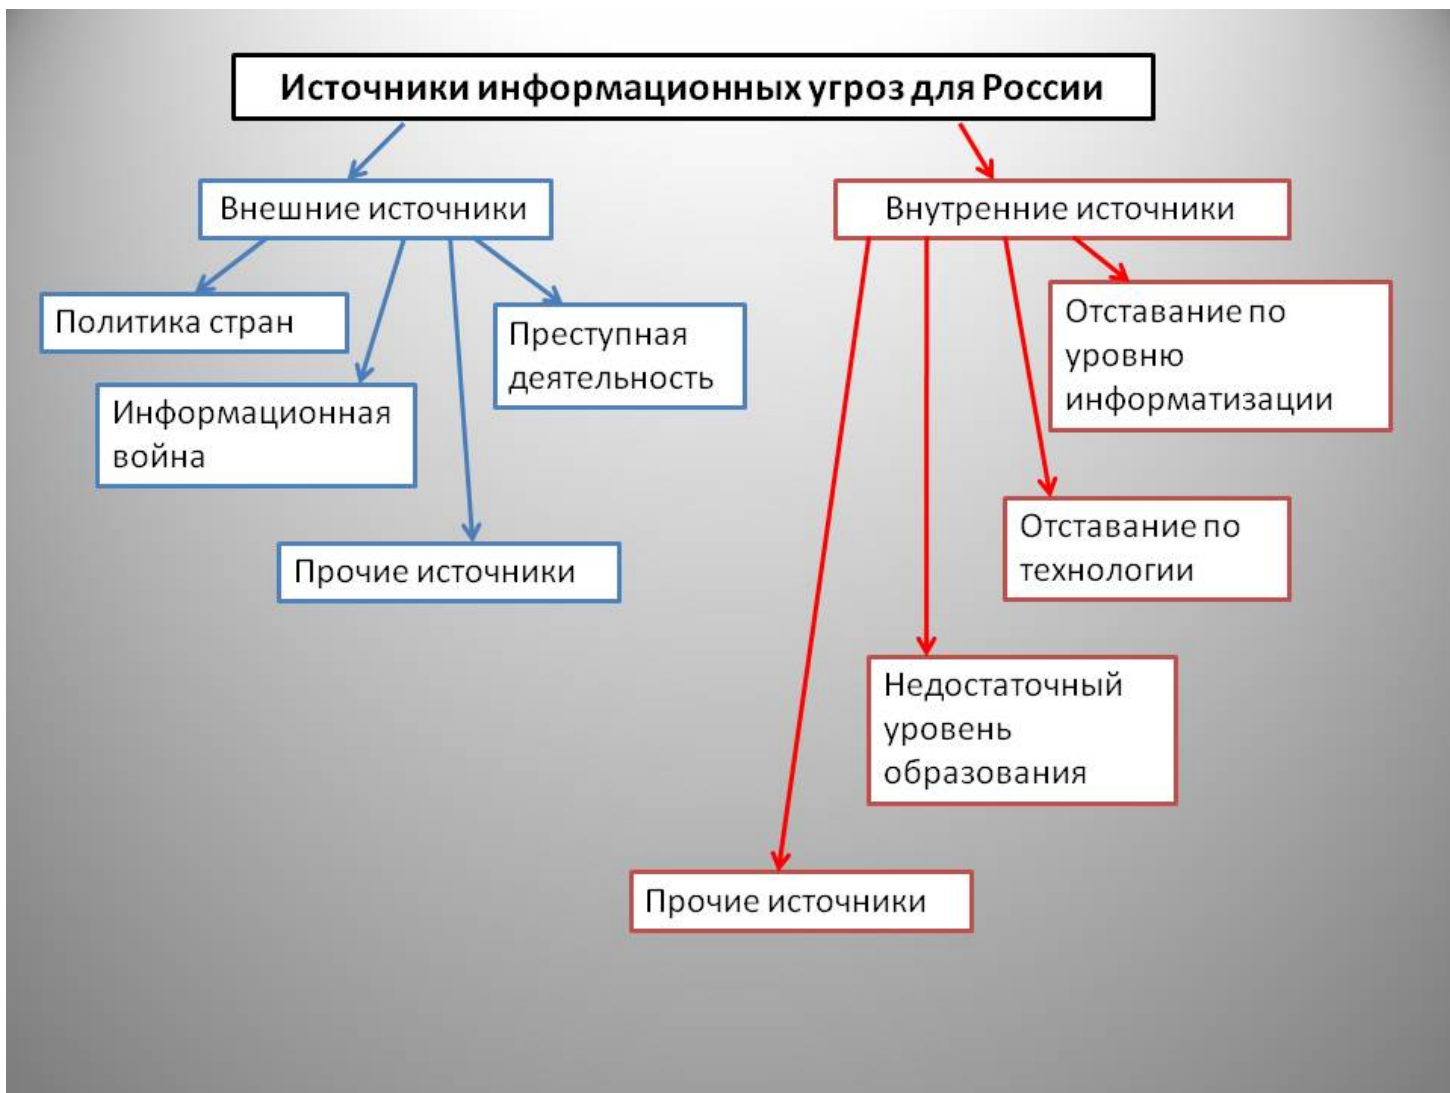 Источники информационных угроз для России
Внешние источники
Политика стран
Информационная
война
Прочие источники
Преступная
деятельность
Внутренние источники
Отставание по
уровню
информатизации
Отставание по
технологии
Недостаточный
уровень
образования
Прочие источники